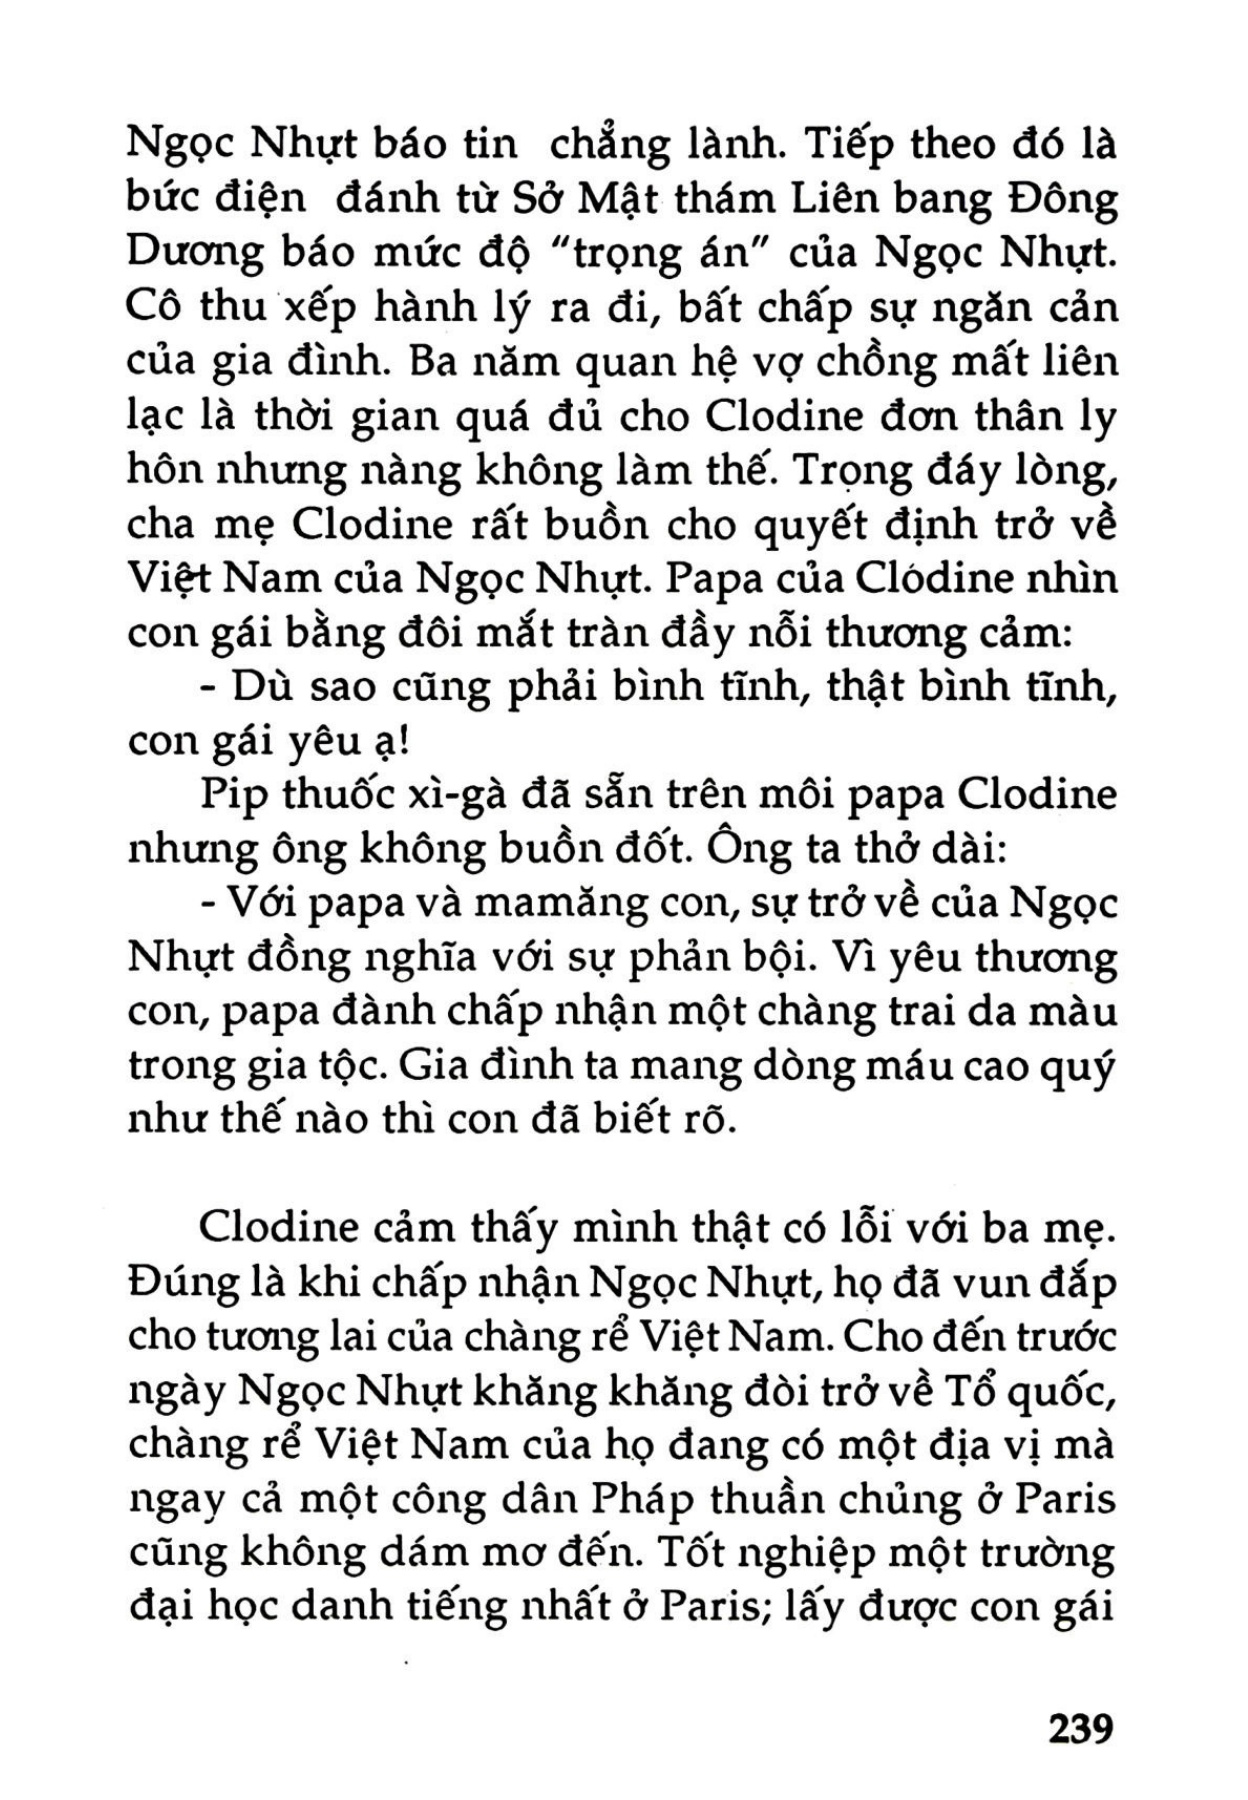 Ngọc Nhựt báo tin chẳng lành. Tiếp theo đó là
bức điện đánh từ Sở Mật thám Liên bang Đông
Dương báo mức độ “trọng án” của Ngọc Nhựt.
Cô thu xếp hành lý ra đi, bất chấp sự ngăn cản
của gia đình. Ba năm quan hệ vợ chồng mất liên
lạc là thời gian quá đủ cho Clodine đơn thân ly
hôn nhưng nàng không làm thế. Trọng đáy lòng,
cha mẹ Clodine rất buồn cho quyết định trở về
Việt Nam của Ngọc Nhựt. Papa của Clódine nhìn
con gái bằng đôi mắt tràn đầy nỗi thương cảm:
- Dù sao cũng phải bình tĩnh, thật bình tĩnh,
con gái yêu ạ!
Pip thuốc xì-gà đã sẵn trên môi papa Clodine
nhưng ông không buồn đốt. Ông ta thở dài:
- Với papa và mamăng con, sự trở về của Ngọc
Nhựt đồng nghĩa với sự phản bội. Vì yêu thương
con, papa đành chấp nhận một chàng trai da màu
trong gia tộc. Gia đình ta mang dòng máu cao quý
như thế nào thì con đã biết rõ.
Clodine cảm thấy mình thật có lỗi với ba mẹ.
Đúng là khi chấp nhận Ngọc Nhựt, họ đã vun đắp
cho tương lai của chàng rể Việt Nam. Cho đến trước
ngày Ngọc Nhựt khăng khăng đòi trở về Tổ quốc,
chàng rể Việt Nam của họ đang có một địa vị mà
ngay cả một công dân Pháp thuần chủng ở Paris
cũng không dám mơ đến. Tốt nghiệp một trường
đại học danh tiếng nhất ở Paris; lấy được con gái
239